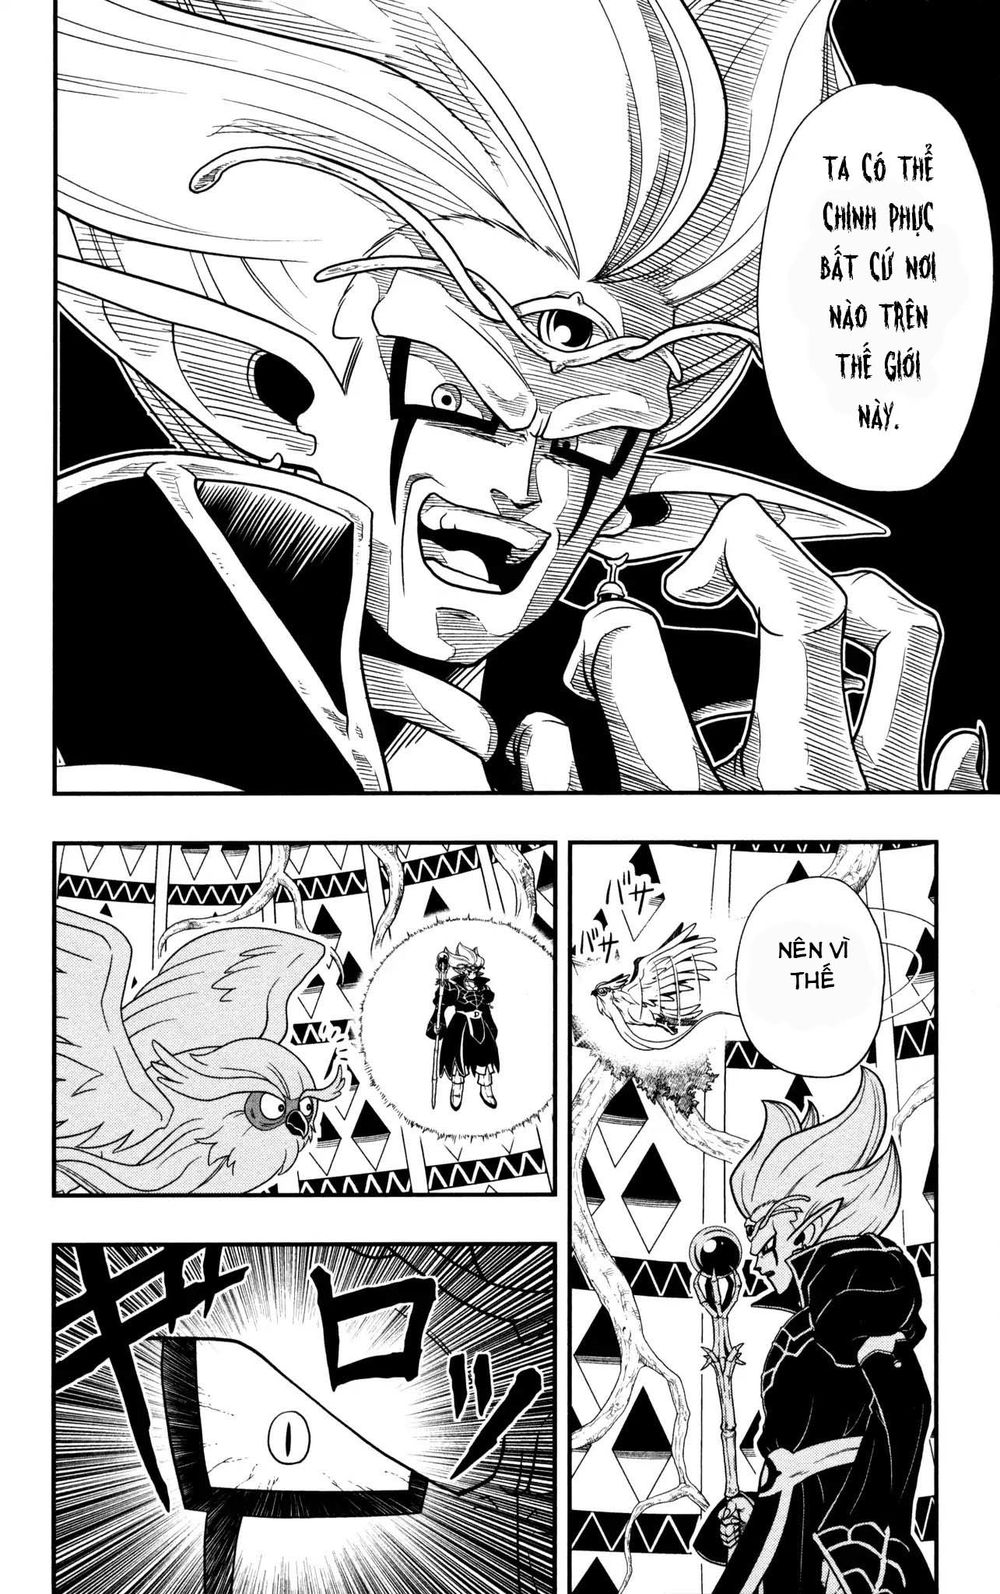 TA CÓ THỂ
CHINH PHỤC
BẤT CỨ NƠI
NÀO TRÊN
THẾ GIỚI
NÀY.
バサ
バサ
NÊN VÌ
THẾ
ギロッ